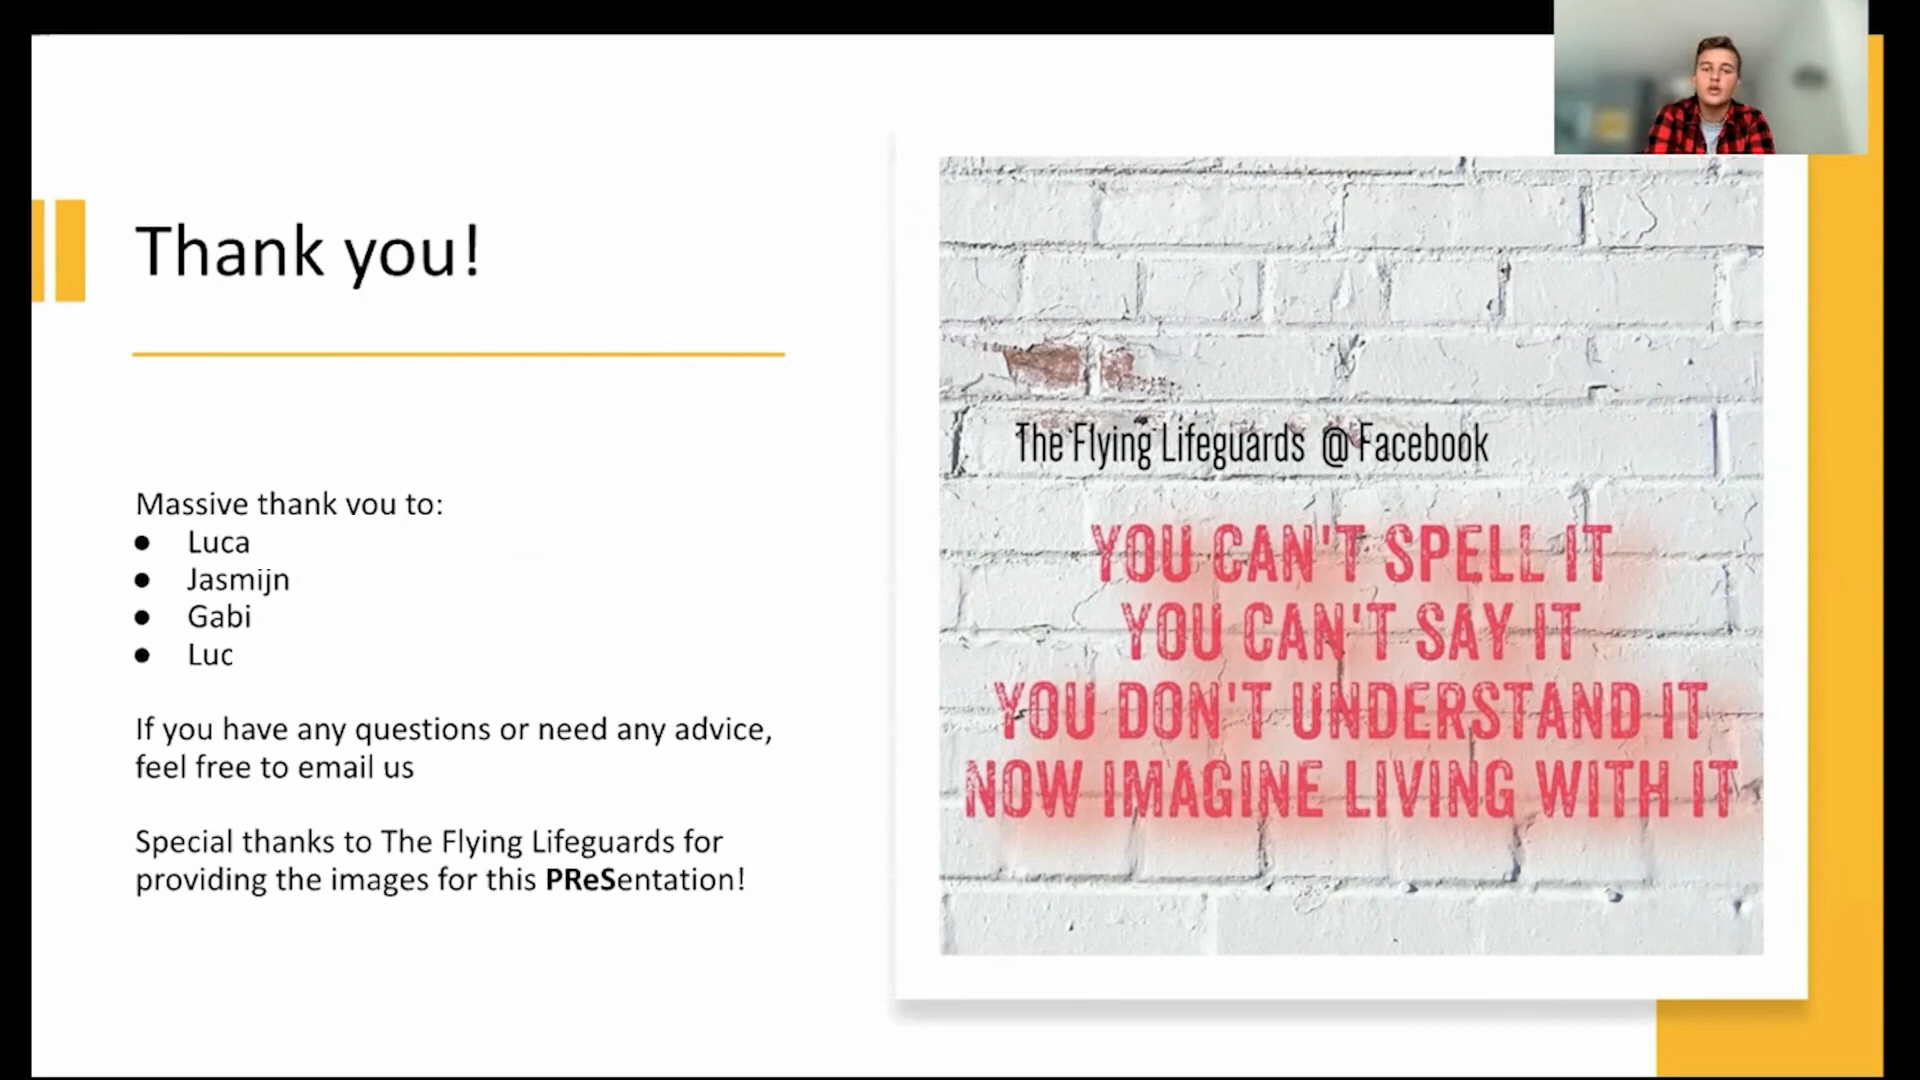 Thank you!
Massive thank you to:
● Luca
● Jasmijn
● Gabi
● Luc
If you have any questions or need any advice,
feel free to email us
Special thanks to The Flying Lifeguards for
providing the images for this PReSentation!
The Flying Lifeguards @ Facebook
YOU CAN'T SPELL IT
YOU CAN'T SAY IT
YOU DON'T UNDERSTAND IT
NOW IMAGINE LIVING WITH IT